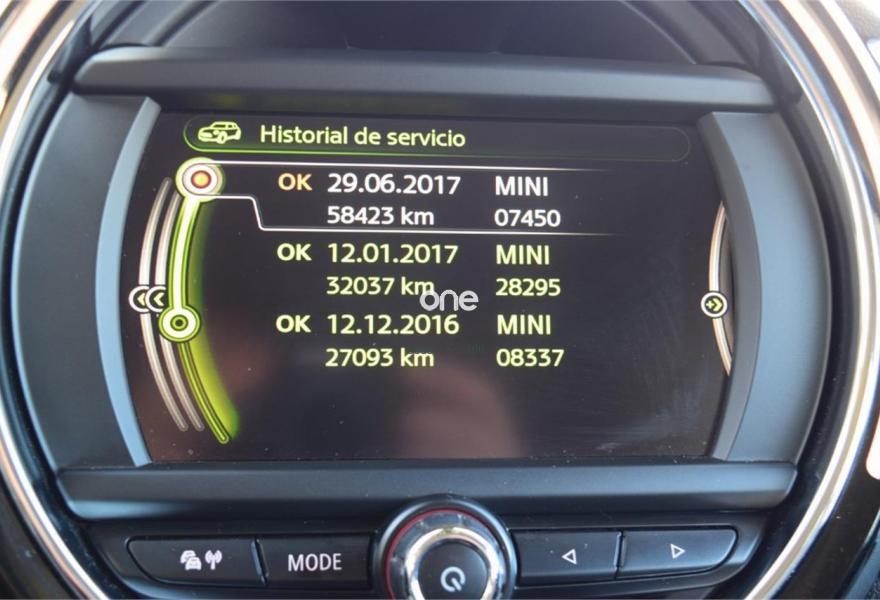 Historial de servicio
OK 29.06.2017 MINI
58423 km 07450
OK 12.01.2017 MINI
32037 km 28295
one
OK 12.12.2016 MINI
27093 km 08337
MODE